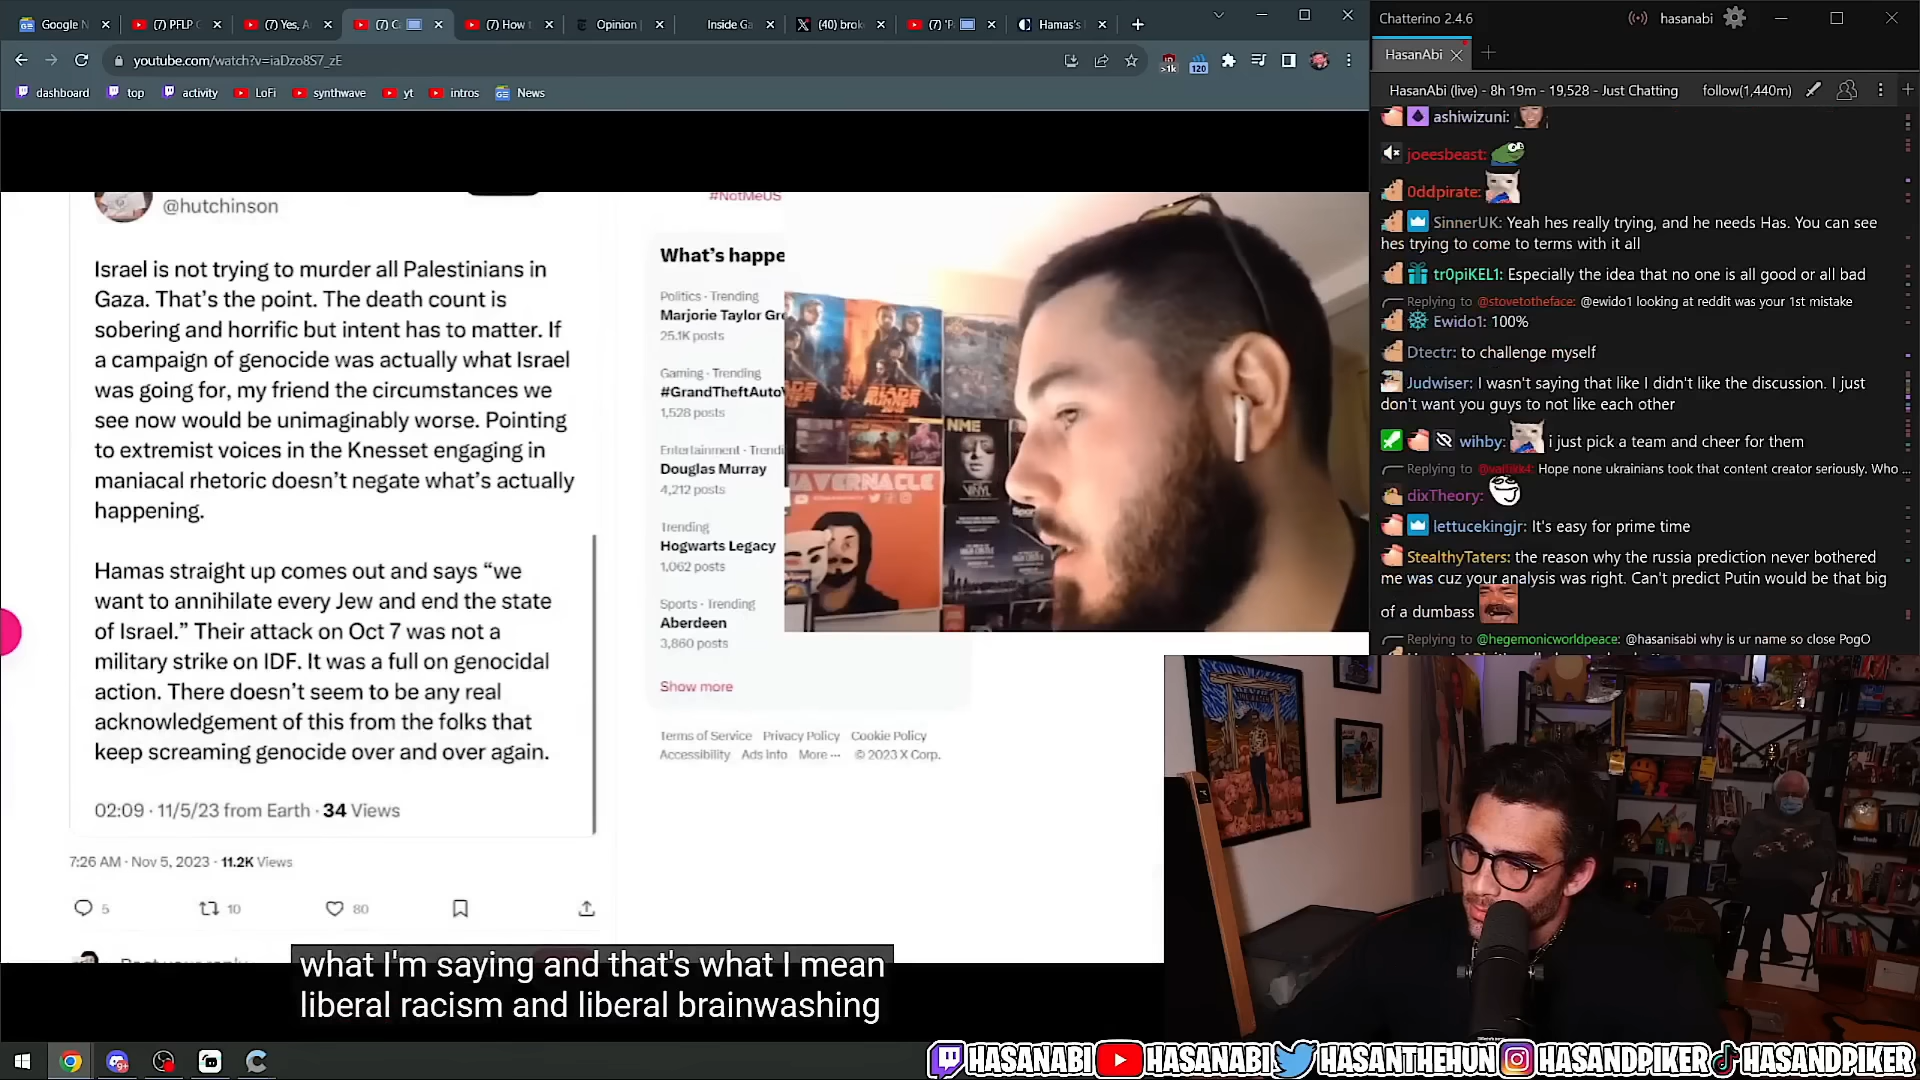 Google N
(7) PFLP
(7) Yes, A
(7) C
(7) How t
Opinion
Inside Ga
(40) brok
(7) 'P
Hamas's
youtube.com/watch?v=iaDzo8S7_zE
>1k
120
dashboard
top
activity
LoFi
synthwave
yt
intros
News
@hutchinson
Israel is not trying to murder all Palestinians in
Gaza. That's the point. The death count is
sobering and horrific but intent has to matter. If
a campaign of genocide was actually what Israel
was going for, my friend the circumstances we
see now would be unimaginably worse. Pointing
to extremist voices in the Knesset engaging in
maniacal rhetoric doesn't negate what's actually
happening.
Hamas straight up comes out and says "we
want to annihilate every Jew and end the state
of Israel." Their attack on Oct 7 was not a
military strike on IDF. It was a full on genocidal
action. There doesn't seem to be any real
acknowledgement of this from the folks that
keep screaming genocide over and over again.
02:09 · 11/5/23 from Earth · 34 Views
7:26 AM · Nov 5, 2023 · 11.2K Views
5
10
80
#NotMeUS
What's happe
Politics · Trending
Marjorie Taylor Gre
25.1K posts
Gaming · Trending
#GrandTheftAuto
1,528 posts
Entertainment · Trendi
Douglas Murray
4,212 posts
Trending
Hogwarts Legacy
1,062 posts
Sports · Trending
Aberdeen
3,860 posts
Show more
Terms of Service Privacy Policy Cookie Policy
Accessibility Ads info More ··· © 2023 X Corp.
BLADE RUNNER
NME
VINYL
AVERNACLE
what I'm saying and that's what I mean
liberal racism and liberal brainwashing
Chatterino 2.4.6
hasanabi
HasanAbi
HasanAbi (live) - 8h 19m - 19,528 - Just Chatting
follow(1,440m)
ashiwizuni:
joeesbeast:
0ddpirate:
SinnerUK: Yeah hes really trying, and he needs Has. You can see
hes trying to come to terms with it all
tr0piKEL1: Especially the idea that no one is all good or all bad
Replying to @stovetotheface: @ewido1 looking at reddit was your 1st mistake
Ewido1: 100%
Dtectr: to challenge myself
Judwiser: I wasn't saying that like I didn't like the discussion. I just
don't want you guys to not like each other
wihby: i just pick a team and cheer for them
Replying to Hope none ukrainians took that content creator seriously. Who ...
dixTheory:
lettucekingjr: It's easy for prime time
StealthyTaters: the reason why the russia prediction never bothered
me was cuz your analysis was right. Can't predict Putin would be that big
of a dumbass
Replying to @hegemonicworldpeace: @hasanisabi why is ur name so close PogO
HASANABI
HASANABI
HASANTHEHUN
HASANDPIKER
HASANDPIKER